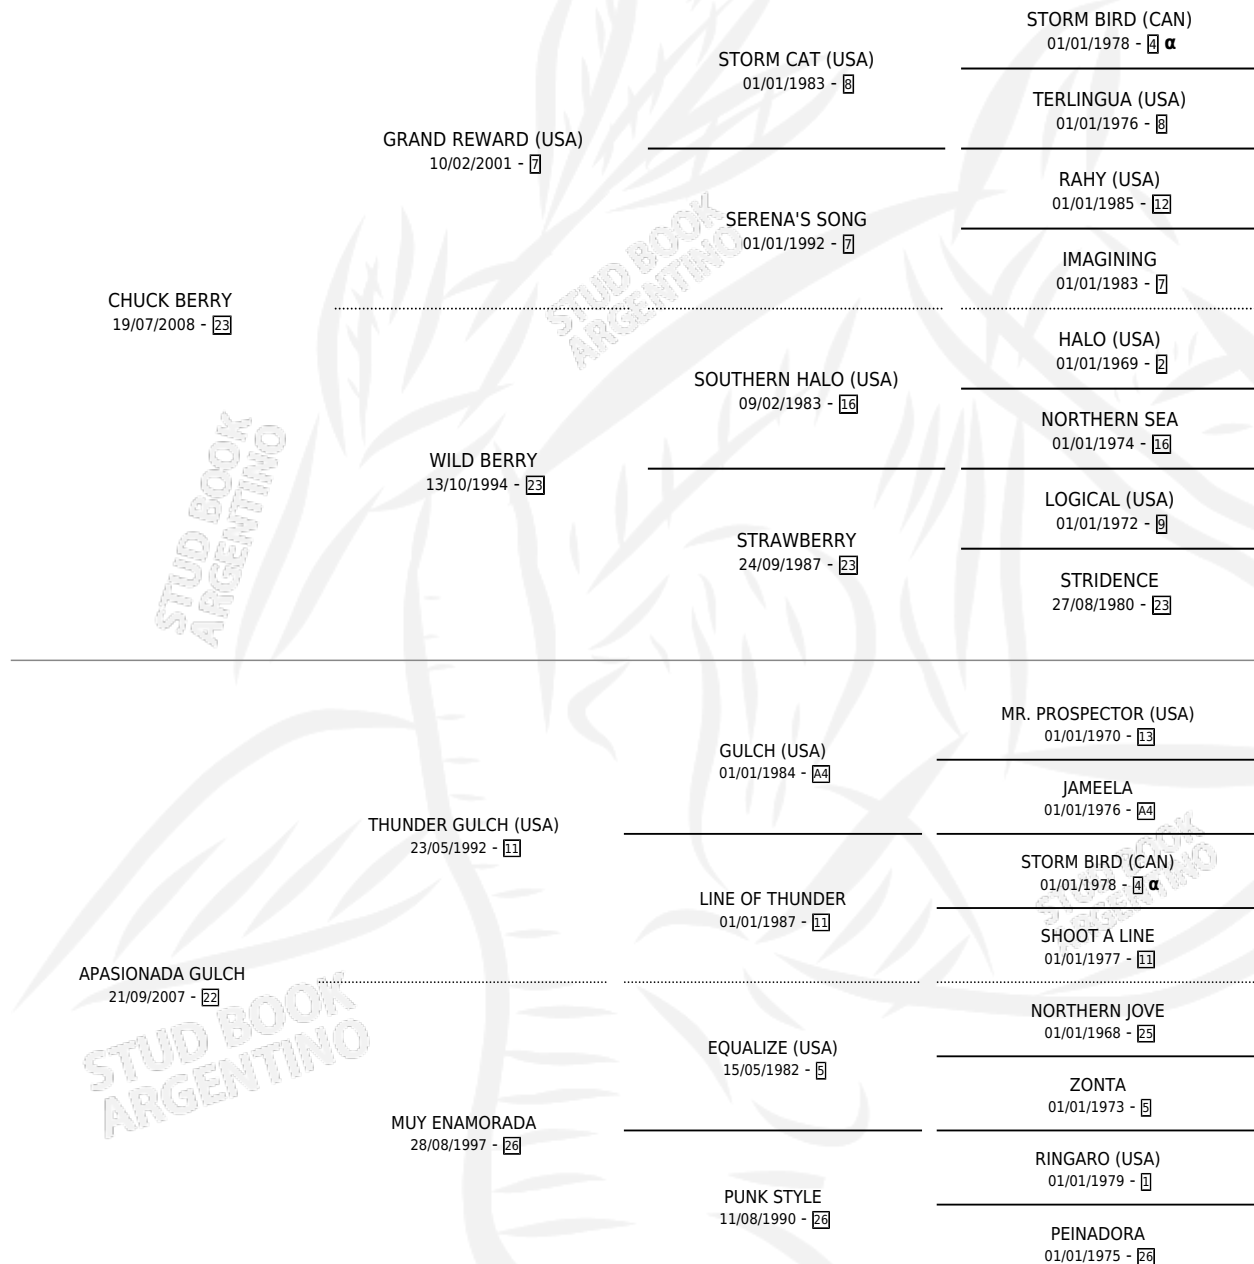 STORM BIRD (CAN)
01/01/1978 - 4 α
STORM CAT (USA)
01/01/1983 - 8
TERLINGUA (USA)
01/01/1976 - 8
GRAND REWARD (USA)
10/02/2001 - 7
RAHY (USA)
01/01/1985 - 12
SERENA'S SONG
01/01/1992 - 7
IMAGINING
01/01/1983 - 7
CHUCK BERRY
19/07/2008 - 23
HALO (USA)
01/01/1969 - 2
SOUTHERN HALO (USA)
09/02/1983 - 16
NORTHERN SEA
01/01/1974 - 16
WILD BERRY
13/10/1994 - 23
LOGICAL (USA)
01/01/1972 - 9
STRAWBERRY
24/09/1987 - 23
STRIDENCE
27/08/1980 - 23
MR. PROSPECTOR (USA)
01/01/1970 - 13
GULCH (USA)
01/01/1984 - A4
JAMEELA
01/01/1976 - A4
THUNDER GULCH (USA)
23/05/1992 - 11
STORM BIRD (CAN)
01/01/1978 - 4 α
LINE OF THUNDER
01/01/1987 - 11
SHOOT A LINE
01/01/1977 - 11
APASIONADA GULCH
21/09/2007 - 22
NORTHERN JOVE
01/01/1968 - 25
EQUALIZE (USA)
15/05/1982 - 5
ZONTA
01/01/1973 - 5
MUY ENAMORADA
28/08/1997 - 26
RINGARO (USA)
01/01/1979 - 1
PUNK STYLE
11/08/1990 - 26
PEINADORA
01/01/1975 - 26
STUD BOOK
ARGENTINO
STUD BOOK
ARGENTINO
STUD BOOK
ARGENTINO
STUD BOOK
ARGENTINO